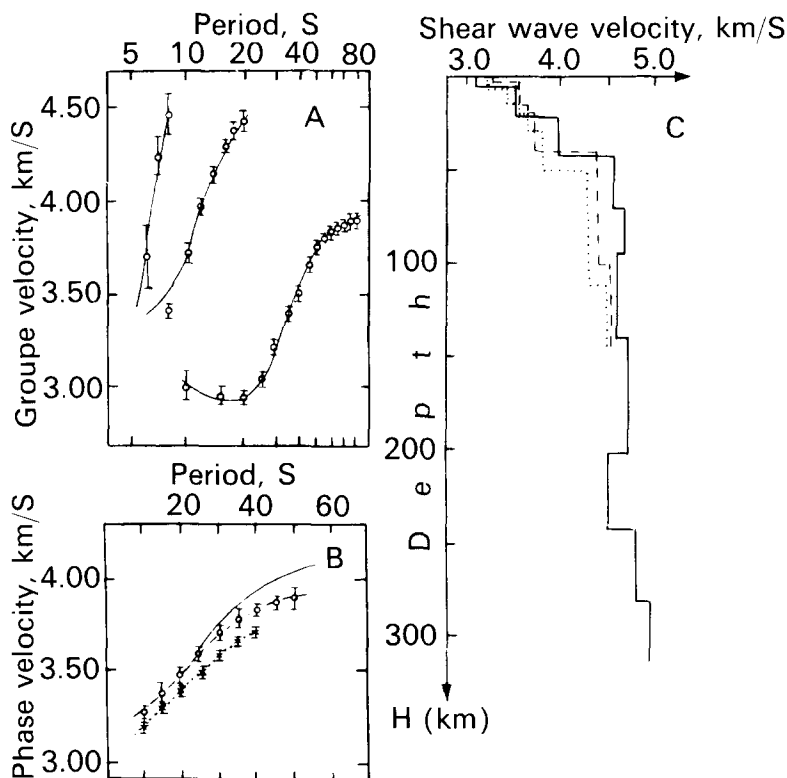 Period, S
5 10 20 40 80
Groupe velocity, km/S
4.50
4.00
3.50
3.00
A
Period, S
20 40 60
Phase velocity, km/S
4.00
3.50
3.00
B
Shear wave velocity, km/S
3.0 4.0 5.0
C
100
200
300
Depth
H (km)